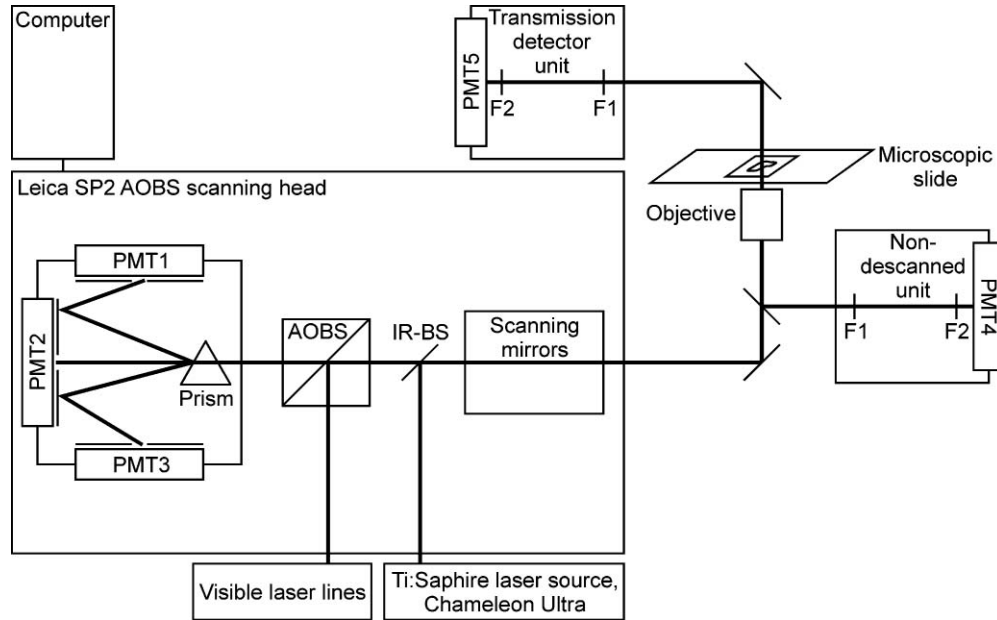 Computer
Transmission
detector
unit
PMT5
F2
F1
Microscopic
slide
Leica SP2 AOBS scanning head
Objective
PMT1
Non-
descanned
unit
PMT4
F1
F2
PMT2
AOBS
IR-BS
Scanning
mirrors
Prism
PMT3
Visible laser lines
Ti:Saphire laser source,
Chameleon Ultra